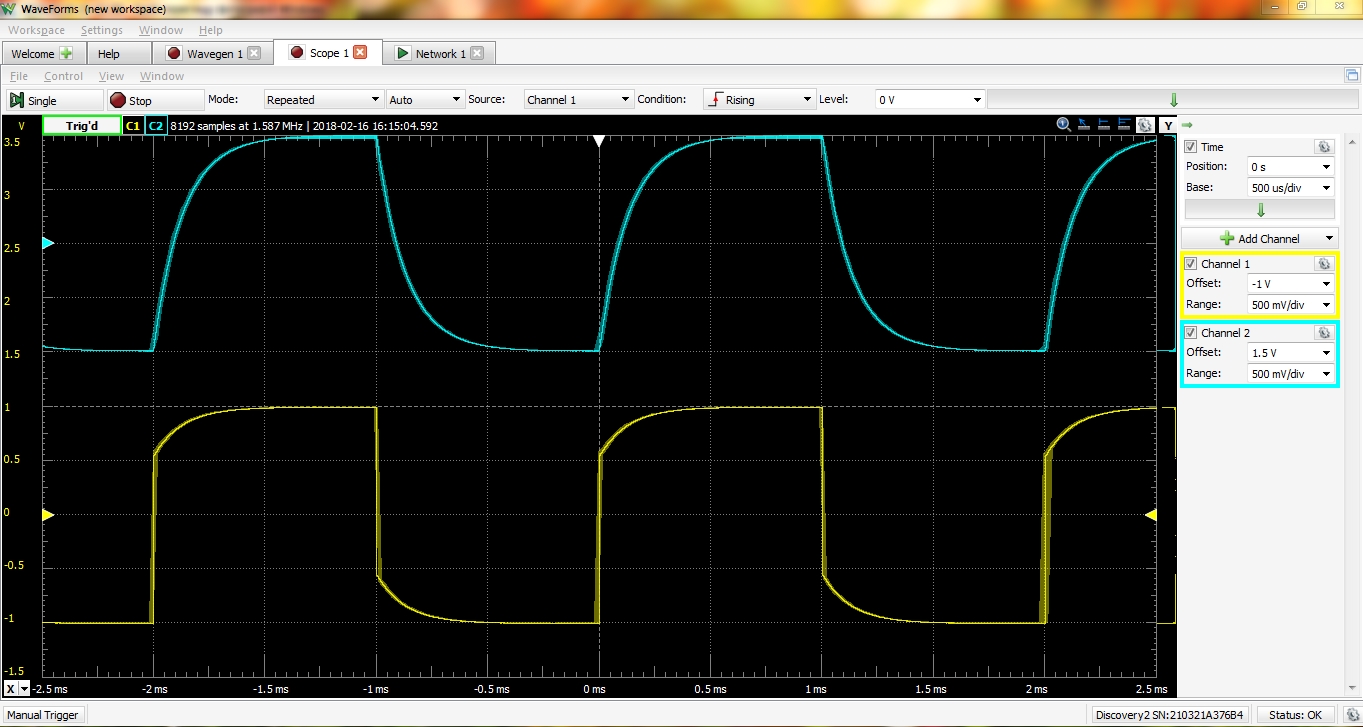 WaveForms (new workspace)
Workspace Settings Window Help
Welcome Help Wavegen 1 Scope 1 Network 1
File Control View Window
Single Stop Mode: Repeated Auto Source: Channel 1 Condition: Rising Level: 0 V
V Trig'd C1 C2 8192 samples at 1.587 MHz | 2018-02-16 16:15:04.592 Y
3.5
3
2.5
2
1.5
1
0.5
0
-0.5
-1
-1.5
X -2.5 ms -2 ms -1.5 ms -1 ms -0.5 ms 0 ms 0.5 ms 1 ms 1.5 ms 2 ms 2.5 ms
Time
Position: 0 s
Base: 500 us/div
Add Channel
Channel 1
Offset: -1 V
Range: 500 mV/div
Channel 2
Offset: 1.5 V
Range: 500 mV/div
Manual Trigger Discovery2 SN:210321A376B4 Status: OK